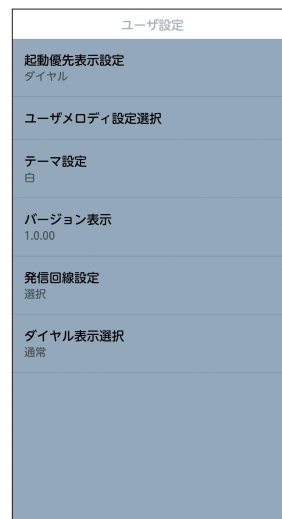 ユーザ設定
起動優先表示設定
ダイヤル
ユーザメロディ設定選択
テーマ設定
白
バージョン表示
1.0.00
発信回線設定
選択
ダイヤル表示選択
通常